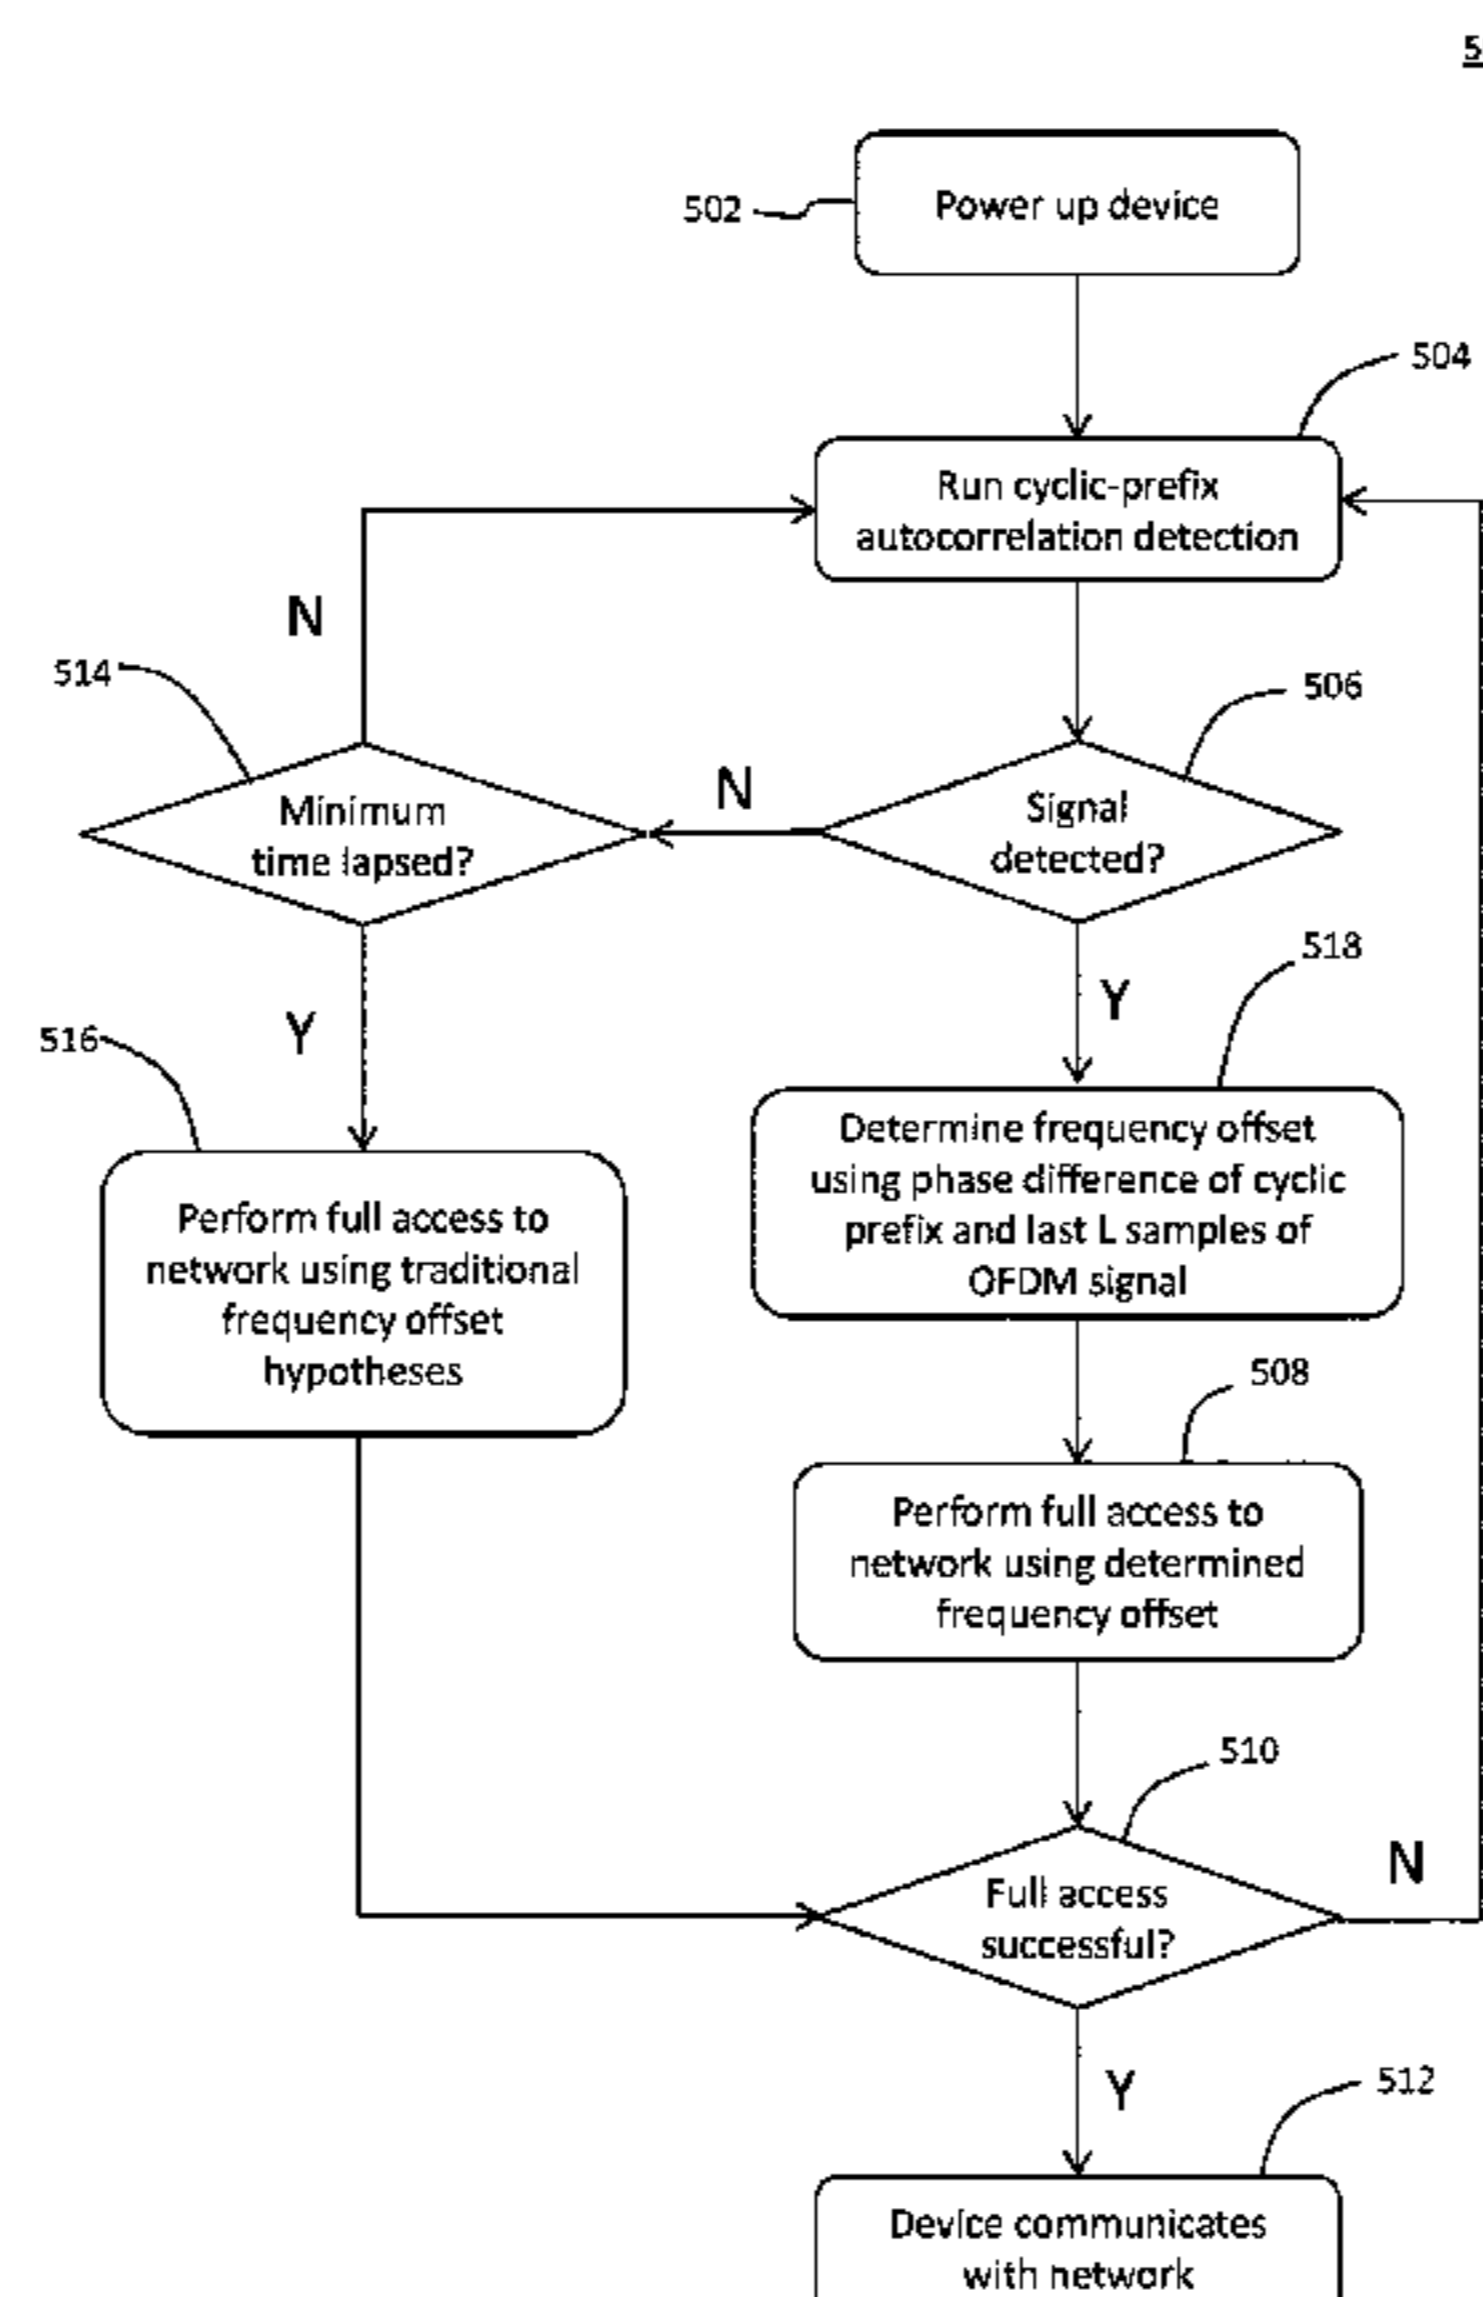 5
502
Power up device
504
Run cyclic-prefix
autocorrelation detection
N
514
506
Minimum
time lapsed?
N
Signal
detected?
518
Y
Y
516
Determine frequency offset
using phase difference of cyclic
prefix and last L samples of
OFDM signal
Perform full access to
network using traditional
frequency offset
hypotheses
508
Perform full access to
network using determined
frequency offset
510
N
Full access
successful?
Y
512
Device communicates
with network